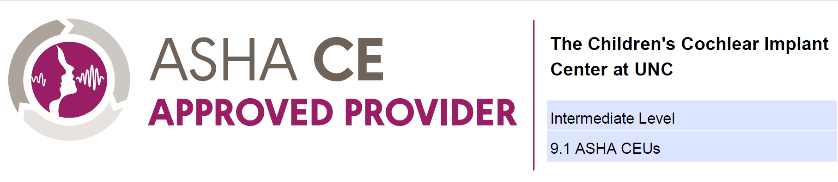 ASHA CE
APPROVED PROVIDER
The Children's Cochlear Implant
Center at UNC
Intermediate Level
9.1 ASHA CEUs